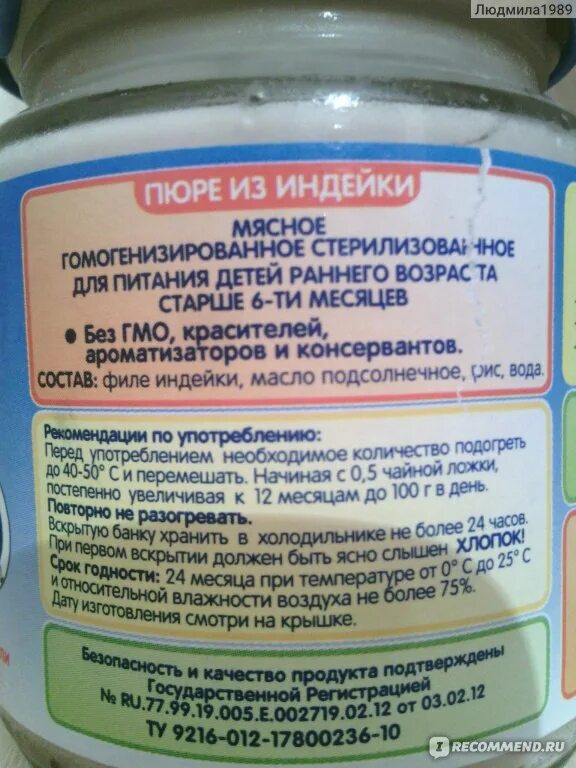 Людмила1989
ПЮРЕ ИЗ ИНДЕЙКИ
МЯСНОЕ
ГОМОГЕНИЗИРОВАННОЕ СТЕРИЛИЗОВАННОЕ
ДЛЯ ПИТАНИЯ ДЕТЕЙ РАННЕГО ВОЗРАСТА
СТАРШЕ 6-ТИ МЕСЯЦЕВ
• Без ГМО, красителей,
ароматизаторов и консервантов.
СОСТАВ: филе индейки, масло подсолнечное, рис, вода.
Рекомендации по употреблению:
Перед употреблением необходимое количество подогреть
до 40-50° С и перемешать. Начиная с 0,5 чайной ложки,
постепенно увеличивая к 12 месяцам до 100 г в день.
Повторно не разогревать.
Вскрытую банку хранить в холодильнике не более 24 часов.
При первом вскрытии должен быть ясно слышен ХЛОПОК!
Срок годности: 24 месяца при температуре от 0° С до 25° С
и относительной влажности воздуха не более 75%.
Дату изготовления смотри на крышке.
Безопасность и качество продукта подтверждены
Государственной Регистрацией
№ RU.77.99.19.005.Е.002719.02.12 от 03.02.12
ТУ 9216-012-17800236-10
I RECOMMEND.RU